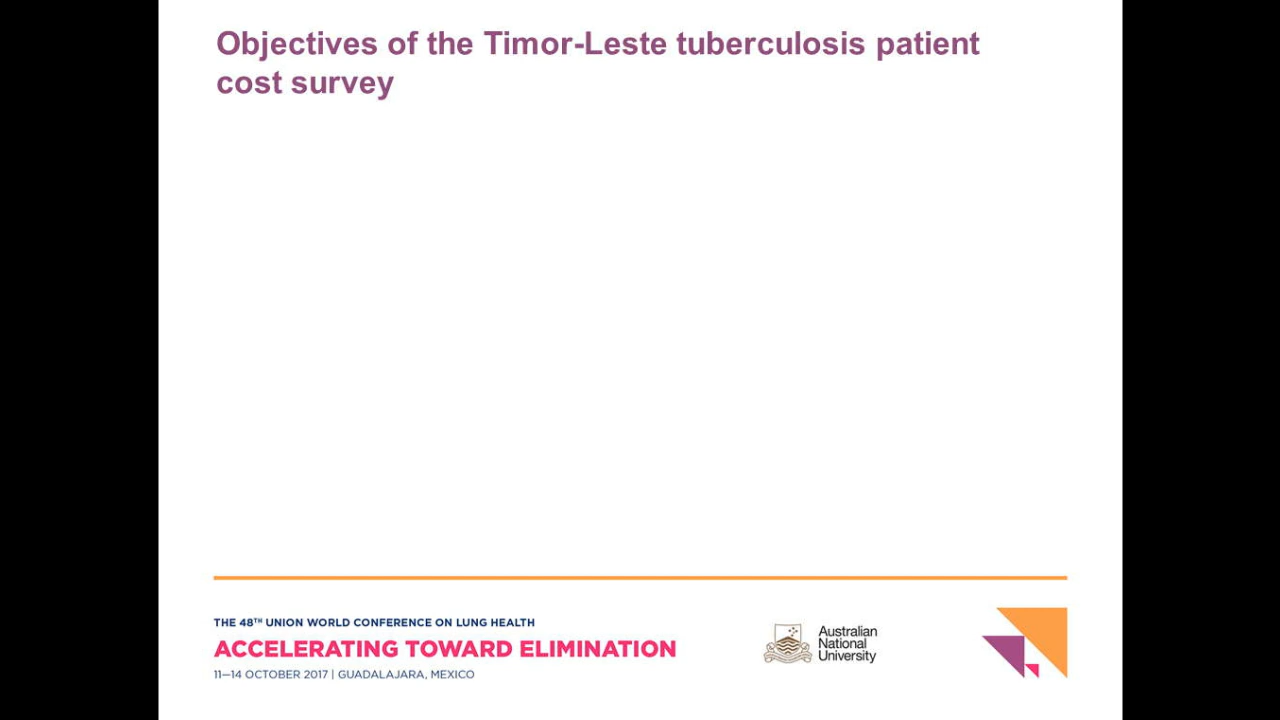 Objectives of the Timor-Leste tuberculosis patient
cost survey
THE 48TH UNION WORLD CONFERENCE ON LUNG HEALTH
ACCELERATING TOWARD ELIMINATION
11—14 OCTOBER 2017 | GUADALAJARA, MEXICO
Australian
National
University